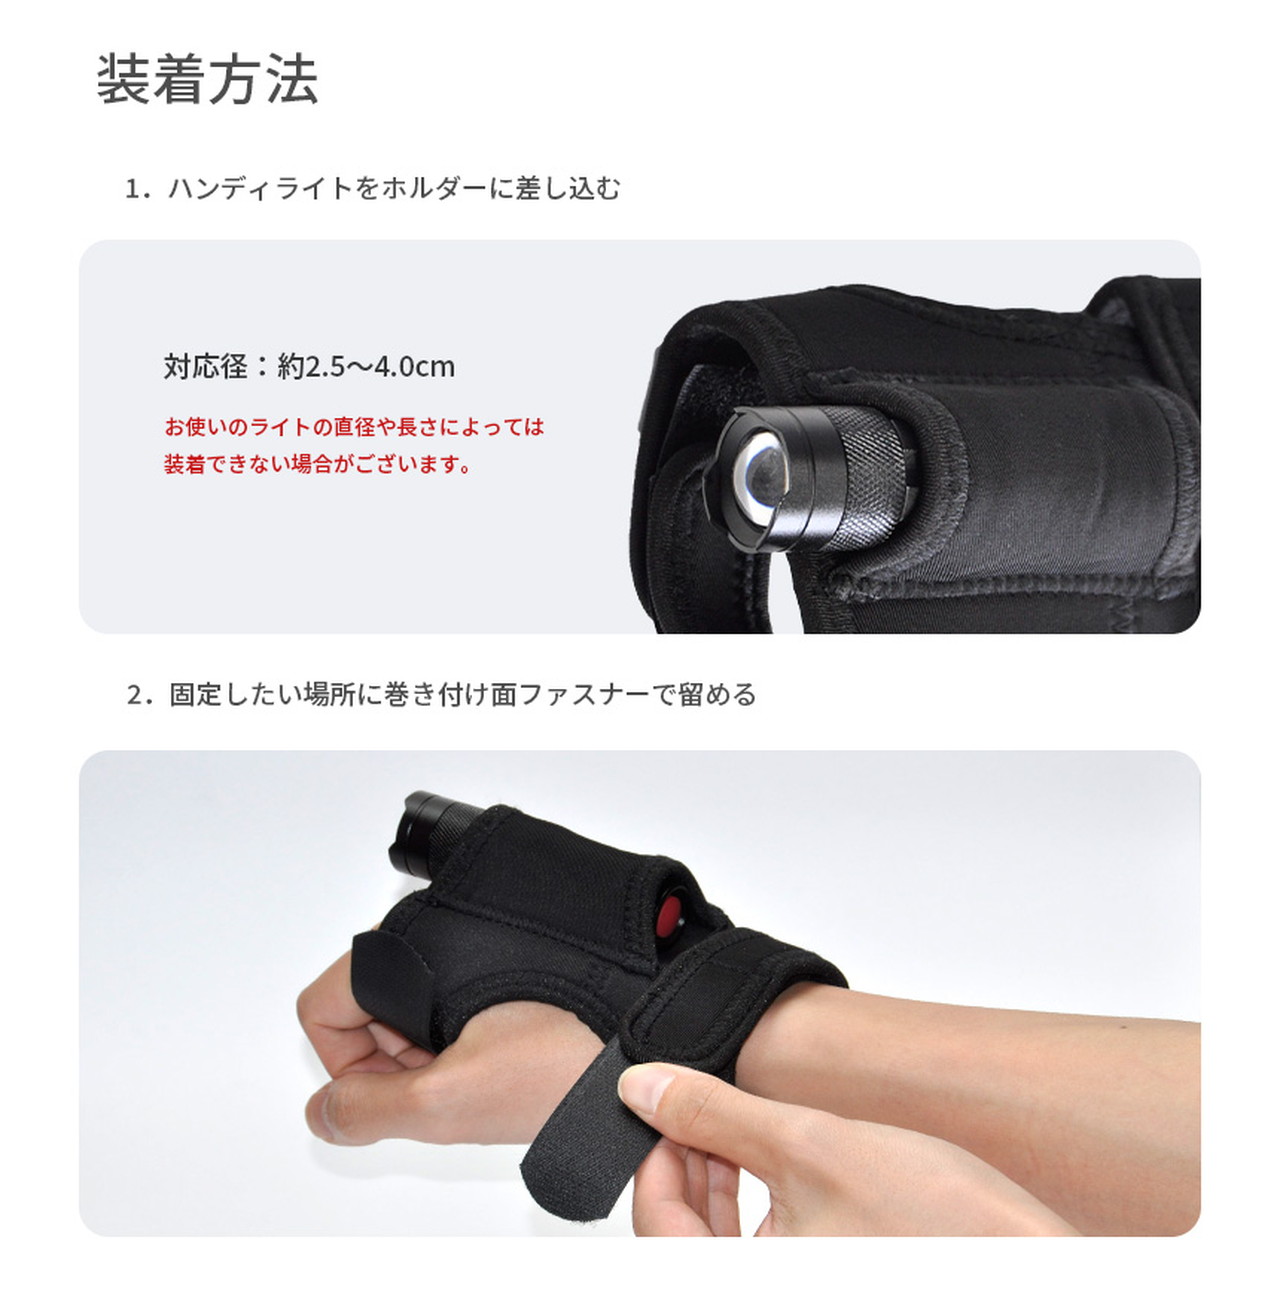 装着方法
1. ハンディライトをホルダーに差し込む
対応径：約2.5〜4.0cm
お使いのライトの直径や長さによっては
装着できない場合がございます。
2. 固定したい場所に巻き付け面ファスナーで留める